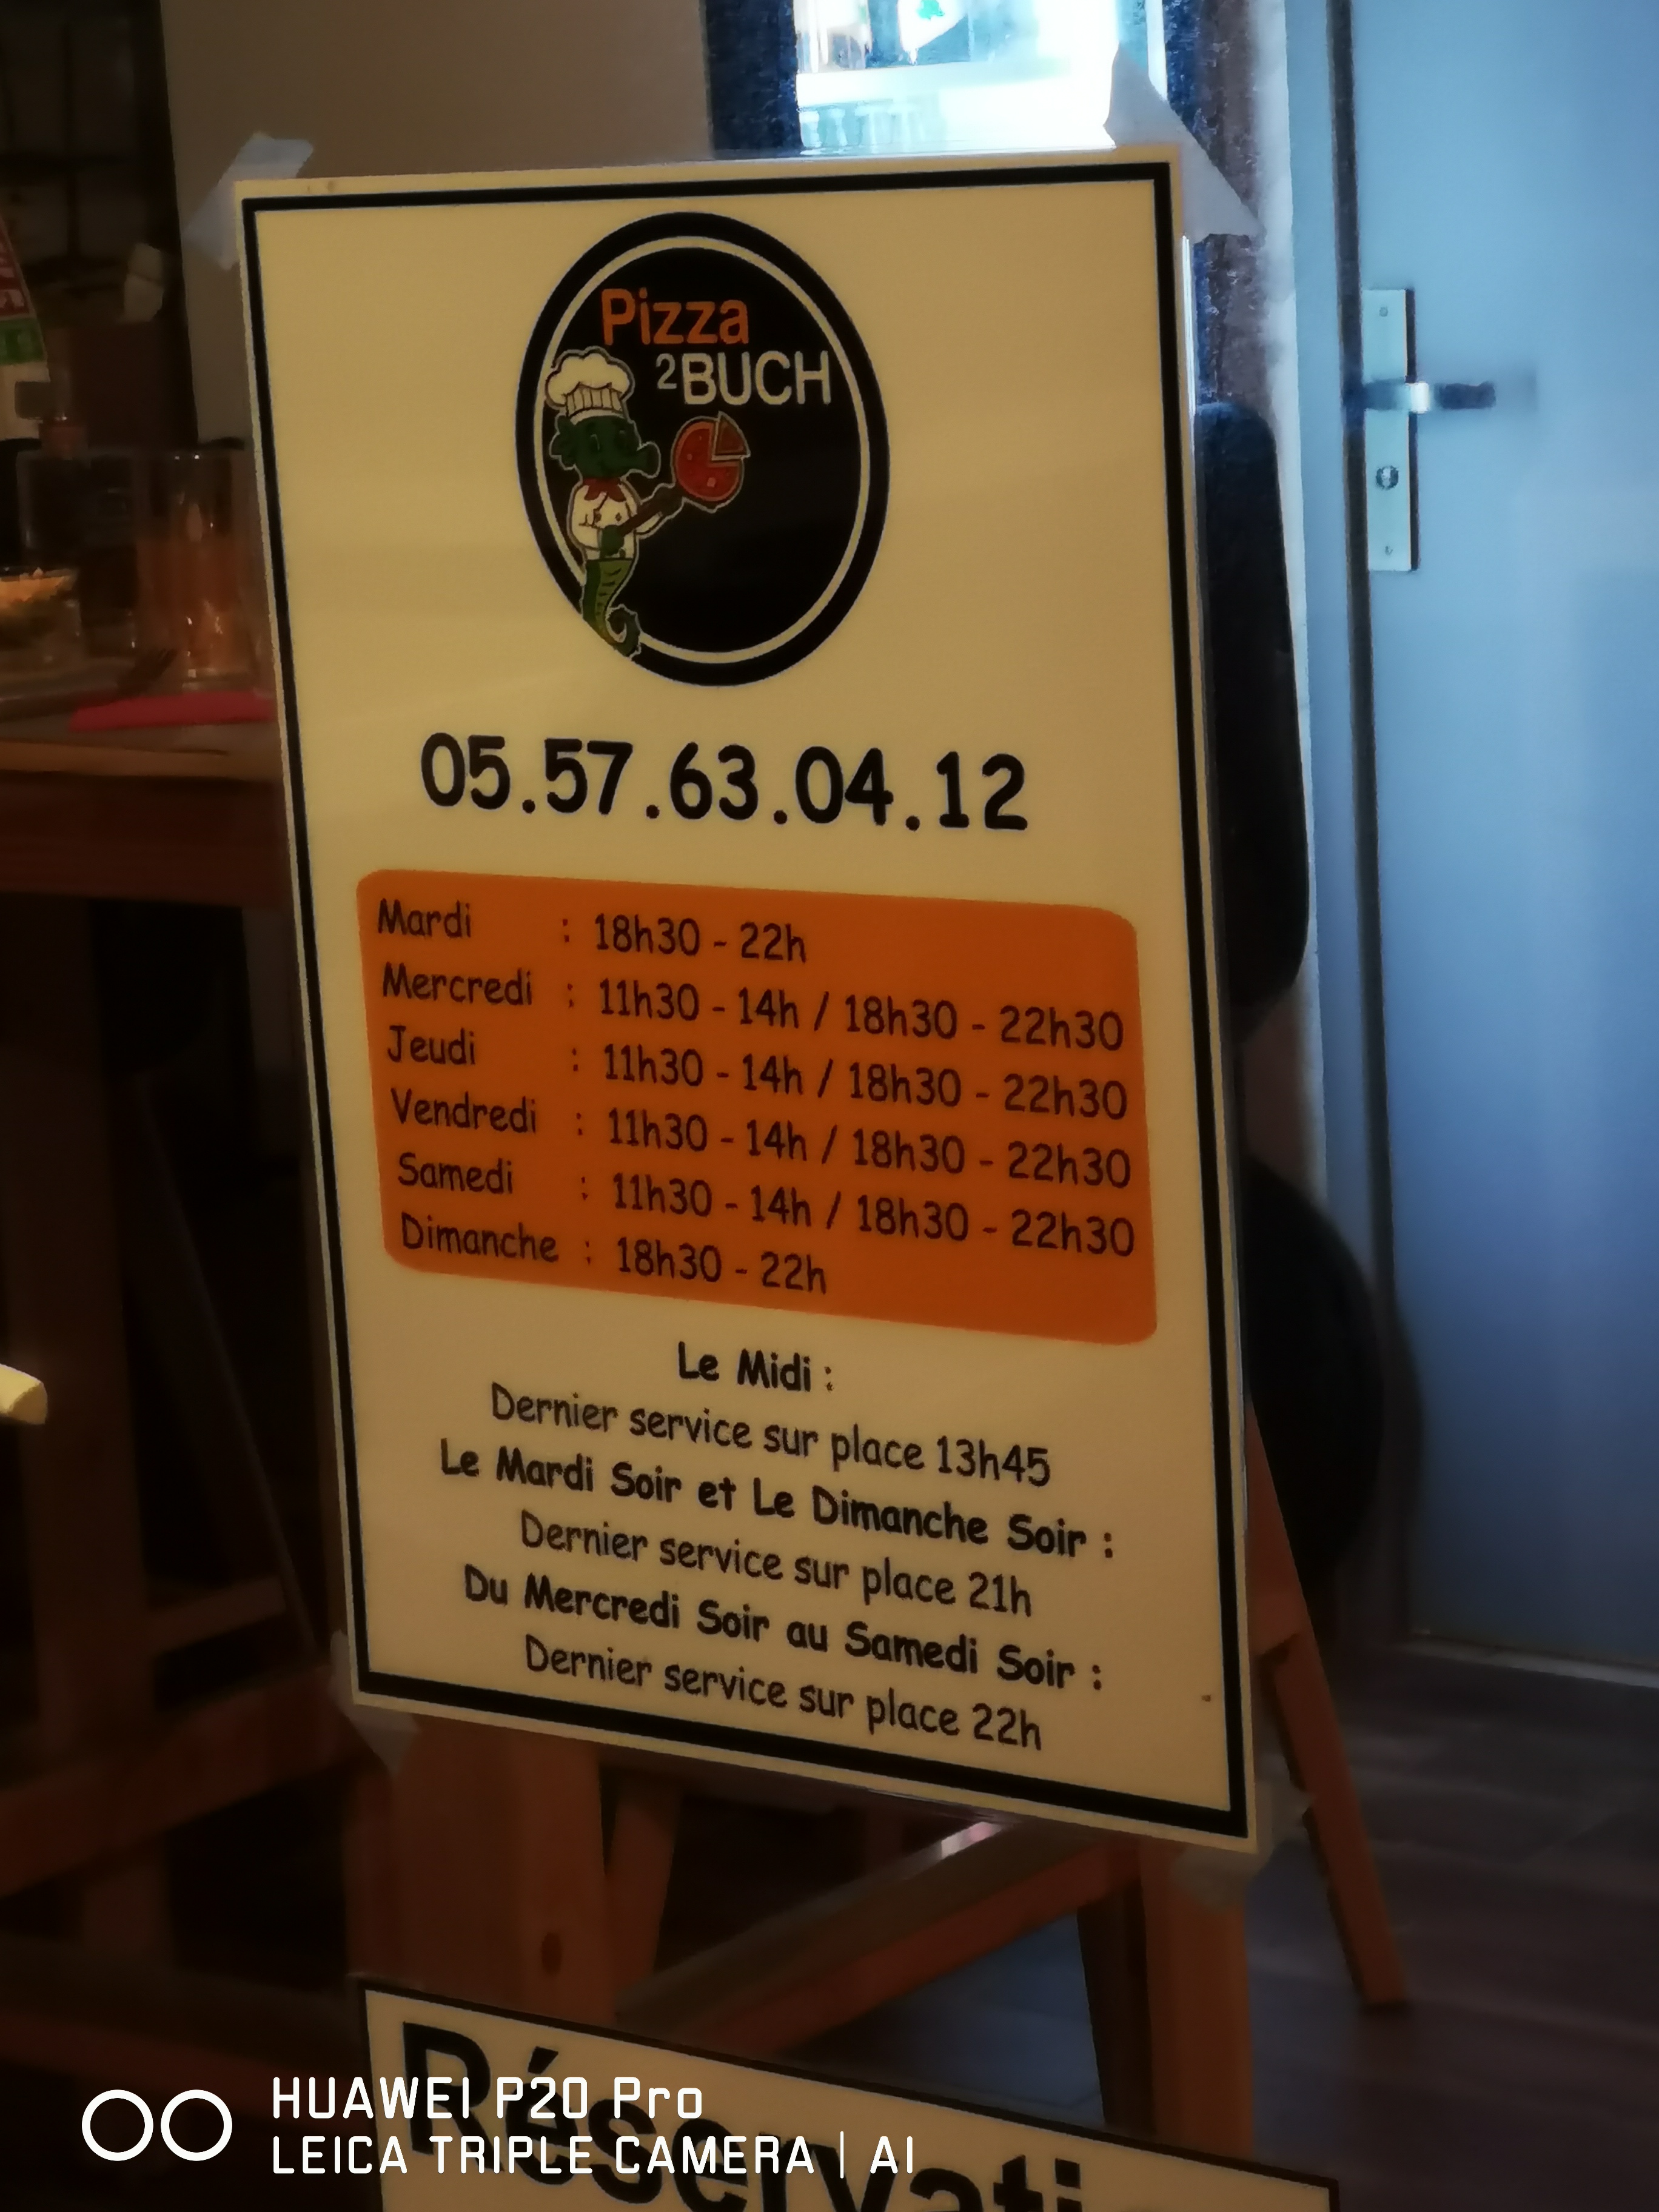 Pizza
2BUCH
05.57.63.04.12
Mardi : 18h30 - 22h
Mercredi : 11h30 - 14h / 18h30 - 22h30
Jeudi : 11h30 - 14h / 18h30 - 22h30
Vendredi : 11h30 - 14h / 18h30 - 22h30
Samedi : 11h30 - 14h / 18h30 - 22h30
Dimanche : 18h30 - 22h
Le Midi :
Dernier service sur place 13h45
Le Mardi Soir et Le Dimanche Soir :
Dernier service sur place 21h
Du Mercredi Soir au Samedi Soir :
Dernier service sur place 22h
Réservati
HUAWEI P20 Pro
LEICA TRIPLE CAMERA | AI